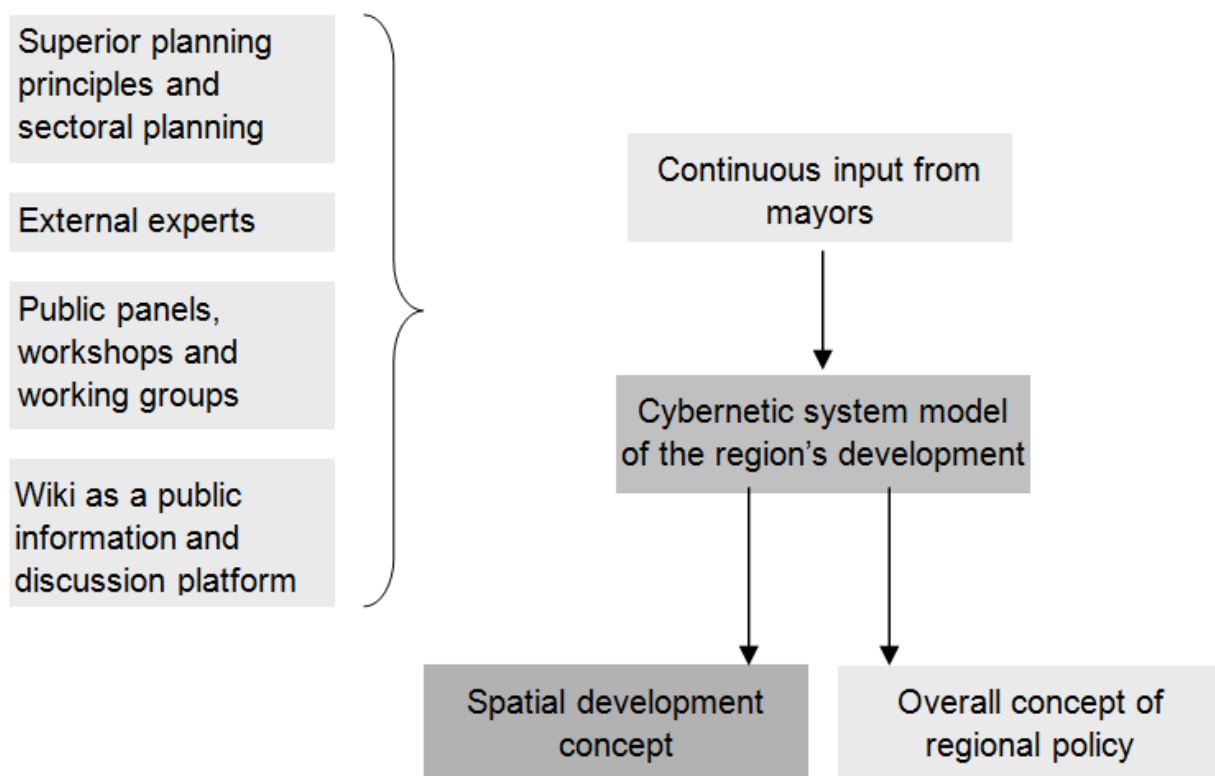 Superior planning
principles and
sectoral planning
External experts
Public panels,
workshops and
working groups
Wiki as a public
information and
discussion platform
Continuous input from
mayors
Cybernetic system model
of the region’s development
Spatial development
concept
Overall concept of
regional policy